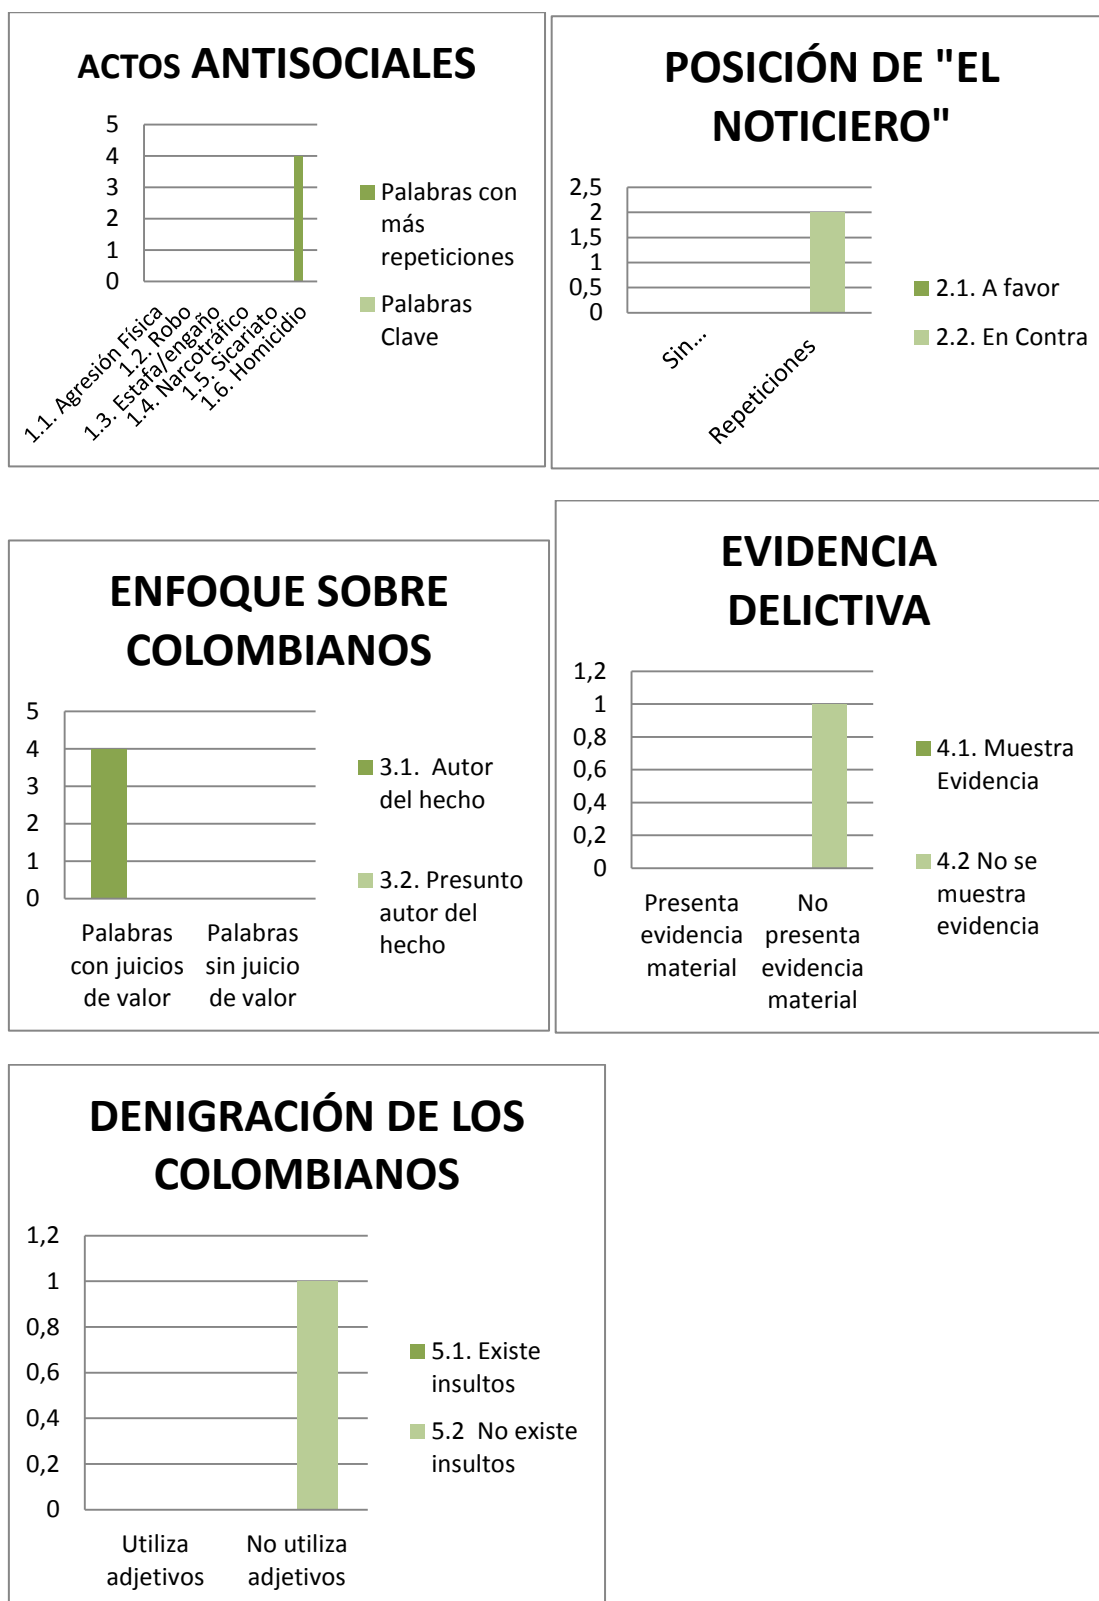 ACTOS ANTISOCIALES
5
4
3
2
1
0
1.1. Agresión Física
1.2. Robo
1.3. Estafa/engaño
1.4. Narcotráfico
1.5. Sicariato
1.6. Homicidio
Palabras con
más
repeticiones
Palabras
Clave
POSICIÓN DE "EL
NOTICIERO"
2,5
2
1,5
1
0,5
0
Sin…
Repeticiones
2.1. A favor
2.2. En Contra
ENFOQUE SOBRE
COLOMBIANOS
5
4
3
2
1
0
Palabras
con juicios
de valor
Palabras
sin juicio
de valor
3.1. Autor
del hecho
3.2. Presunto
autor del
hecho
EVIDENCIA
DELICTIVA
1,2
1
0,8
0,6
0,4
0,2
0
Presenta
evidencia
material
No
presenta
evidencia
material
4.1. Muestra
Evidencia
4.2 No se
muestra
evidencia
DENIGRACIÓN DE LOS
COLOMBIANOS
1,2
1
0,8
0,6
0,4
0,2
0
Utiliza
adjetivos
No utiliza
adjetivos
5.1. Existe
insultos
5.2 No existe
insultos